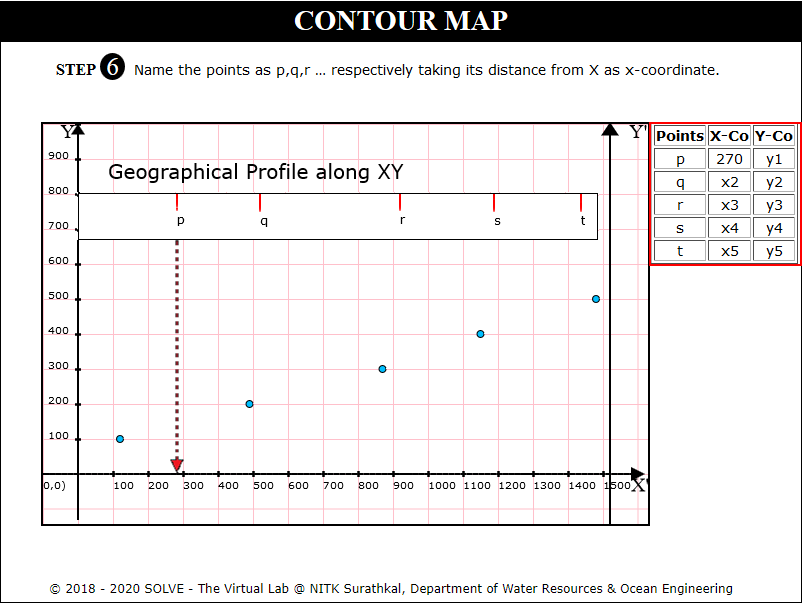 CONTOUR MAP
STEP 6 Name the points as p,q,r ... respectively taking its distance from X as x-coordinate.
Y Y'
900
Geographical Profile along XY
800
p q r s t
700
600
500
400
300
200
100
0,0) 100 200 300 400 500 600 700 800 900 1000 1100 1200 1300 1400 1500 X'
Points X-Co Y-Co
p 270 y1
q x2 y2
r x3 y3
s x4 y4
t x5 y5
© 2018 - 2020 SOLVE - The Virtual Lab @ NITK Surathkal, Department of Water Resources & Ocean Engineering